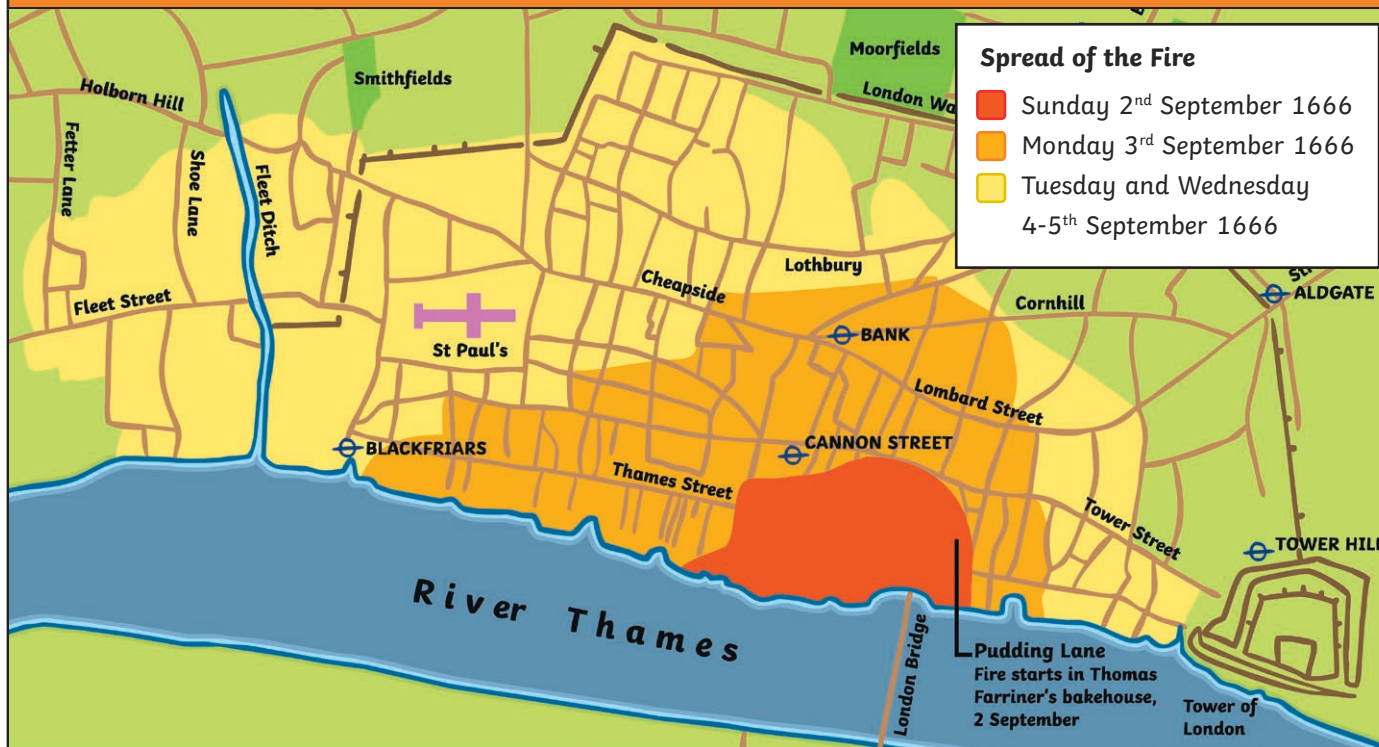 Moorfields
Smithfields
Holborn Hill
London Wa
Fetter Lane
Shoe Lane
Fleet Ditch
Spread of the Fire
Sunday 2nd September 1666
Monday 3rd September 1666
Tuesday and Wednesday
4-5th September 1666
Lothbury
Cheapside
Fleet Street
Cornhill
ALDGATE
St Paul's
BANK
Lombard Street
BLACKFRIARS
CANNON STREET
Thames Street
Tower Street
TOWER HILL
River Thames
London Bridge
Pudding Lane
Fire starts in Thomas
Farriner's bakehouse,
2 September
Tower of
London